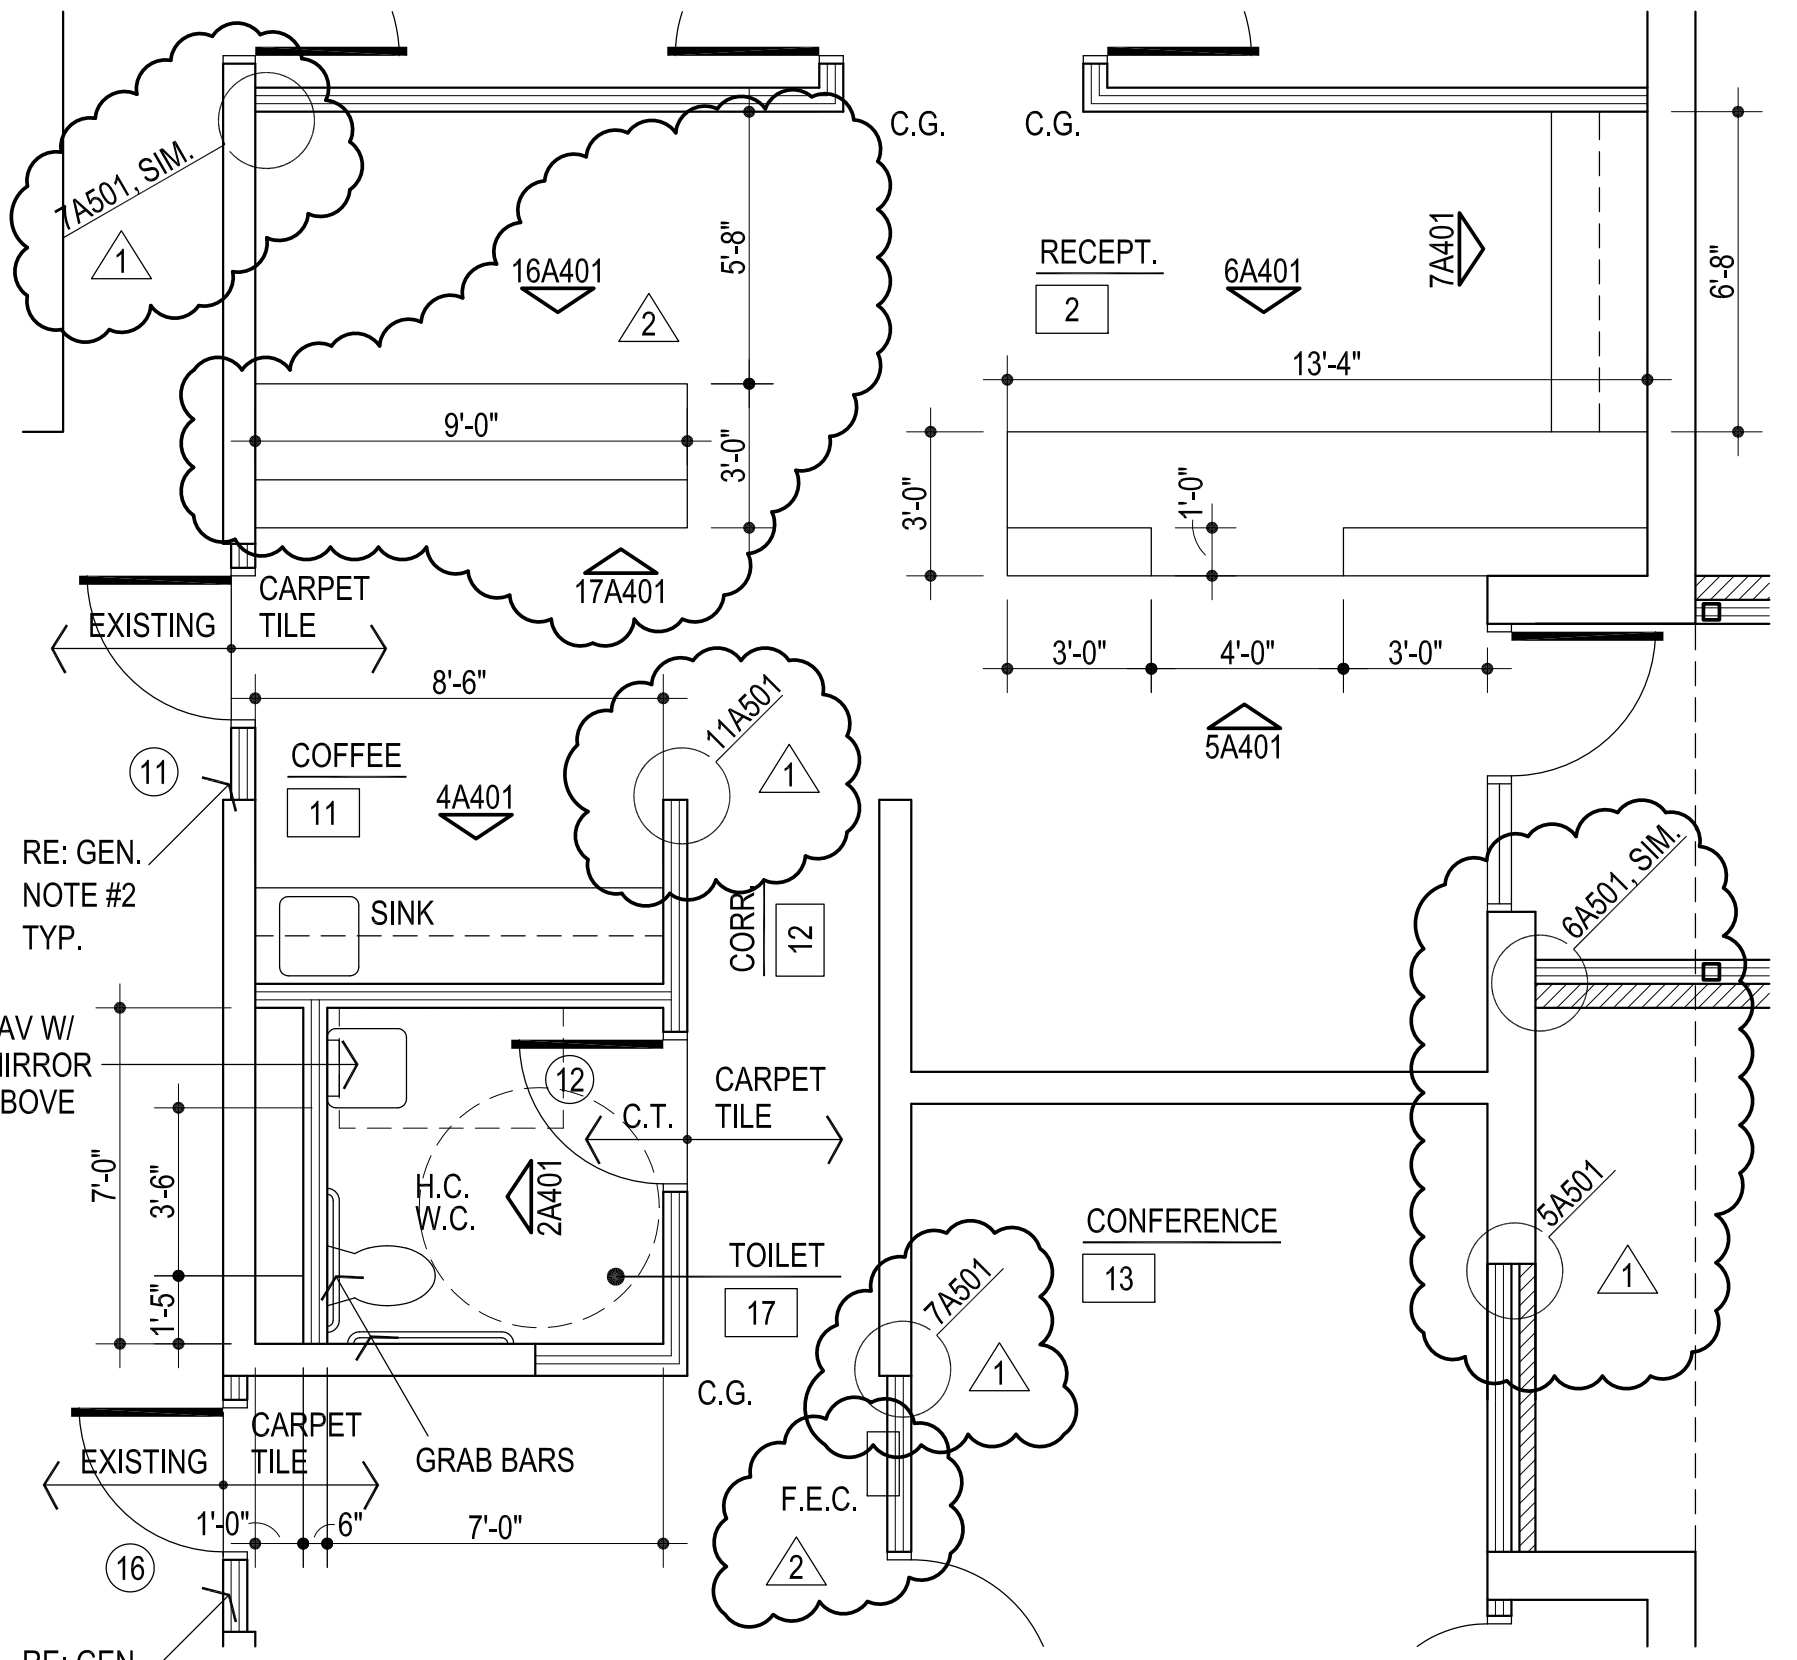 C.G.
C.G.
7A501, SIM.
1
16A401
2
5'-8"
RECEPT.
2
6A401
7A401
6'-8"
13'-4"
9'-0"
3'-0"
3'-0"
1'-0"
17A401
CARPET
TILE
EXISTING
3'-0"
4'-0"
3'-0"
8'-6"
11A501
1
5A401
11
COFFEE
11
4A401
RE: GEN.
NOTE #2
TYP.
SINK
CORR.
12
6A501, SIM.
AV W/
MIRROR
BOVE
12
CARPET
TILE
C.T.
7'-0"
3'-6"
1'-5"
H.C.
W.C.
2A401
TOILET
17
CONFERENCE
13
5A501
1
7A501
1
C.G.
CARPET
TILE
EXISTING
GRAB BARS
F.E.C.
2
1'-0"
6"
7'-0"
16
RE: GEN.